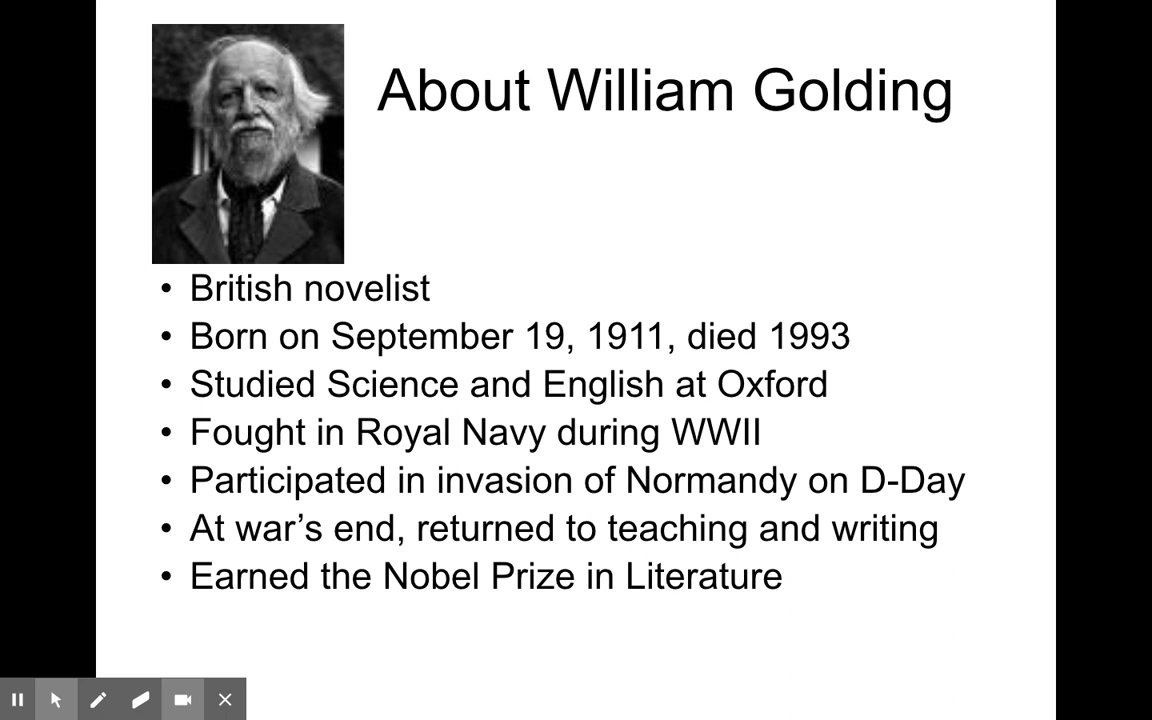 About William Golding
• British novelist
• Born on September 19, 1911, died 1993
• Studied Science and English at Oxford
• Fought in Royal Navy during WWII
• Participated in invasion of Normandy on D-Day
• At war’s end, returned to teaching and writing
• Earned the Nobel Prize in Literature